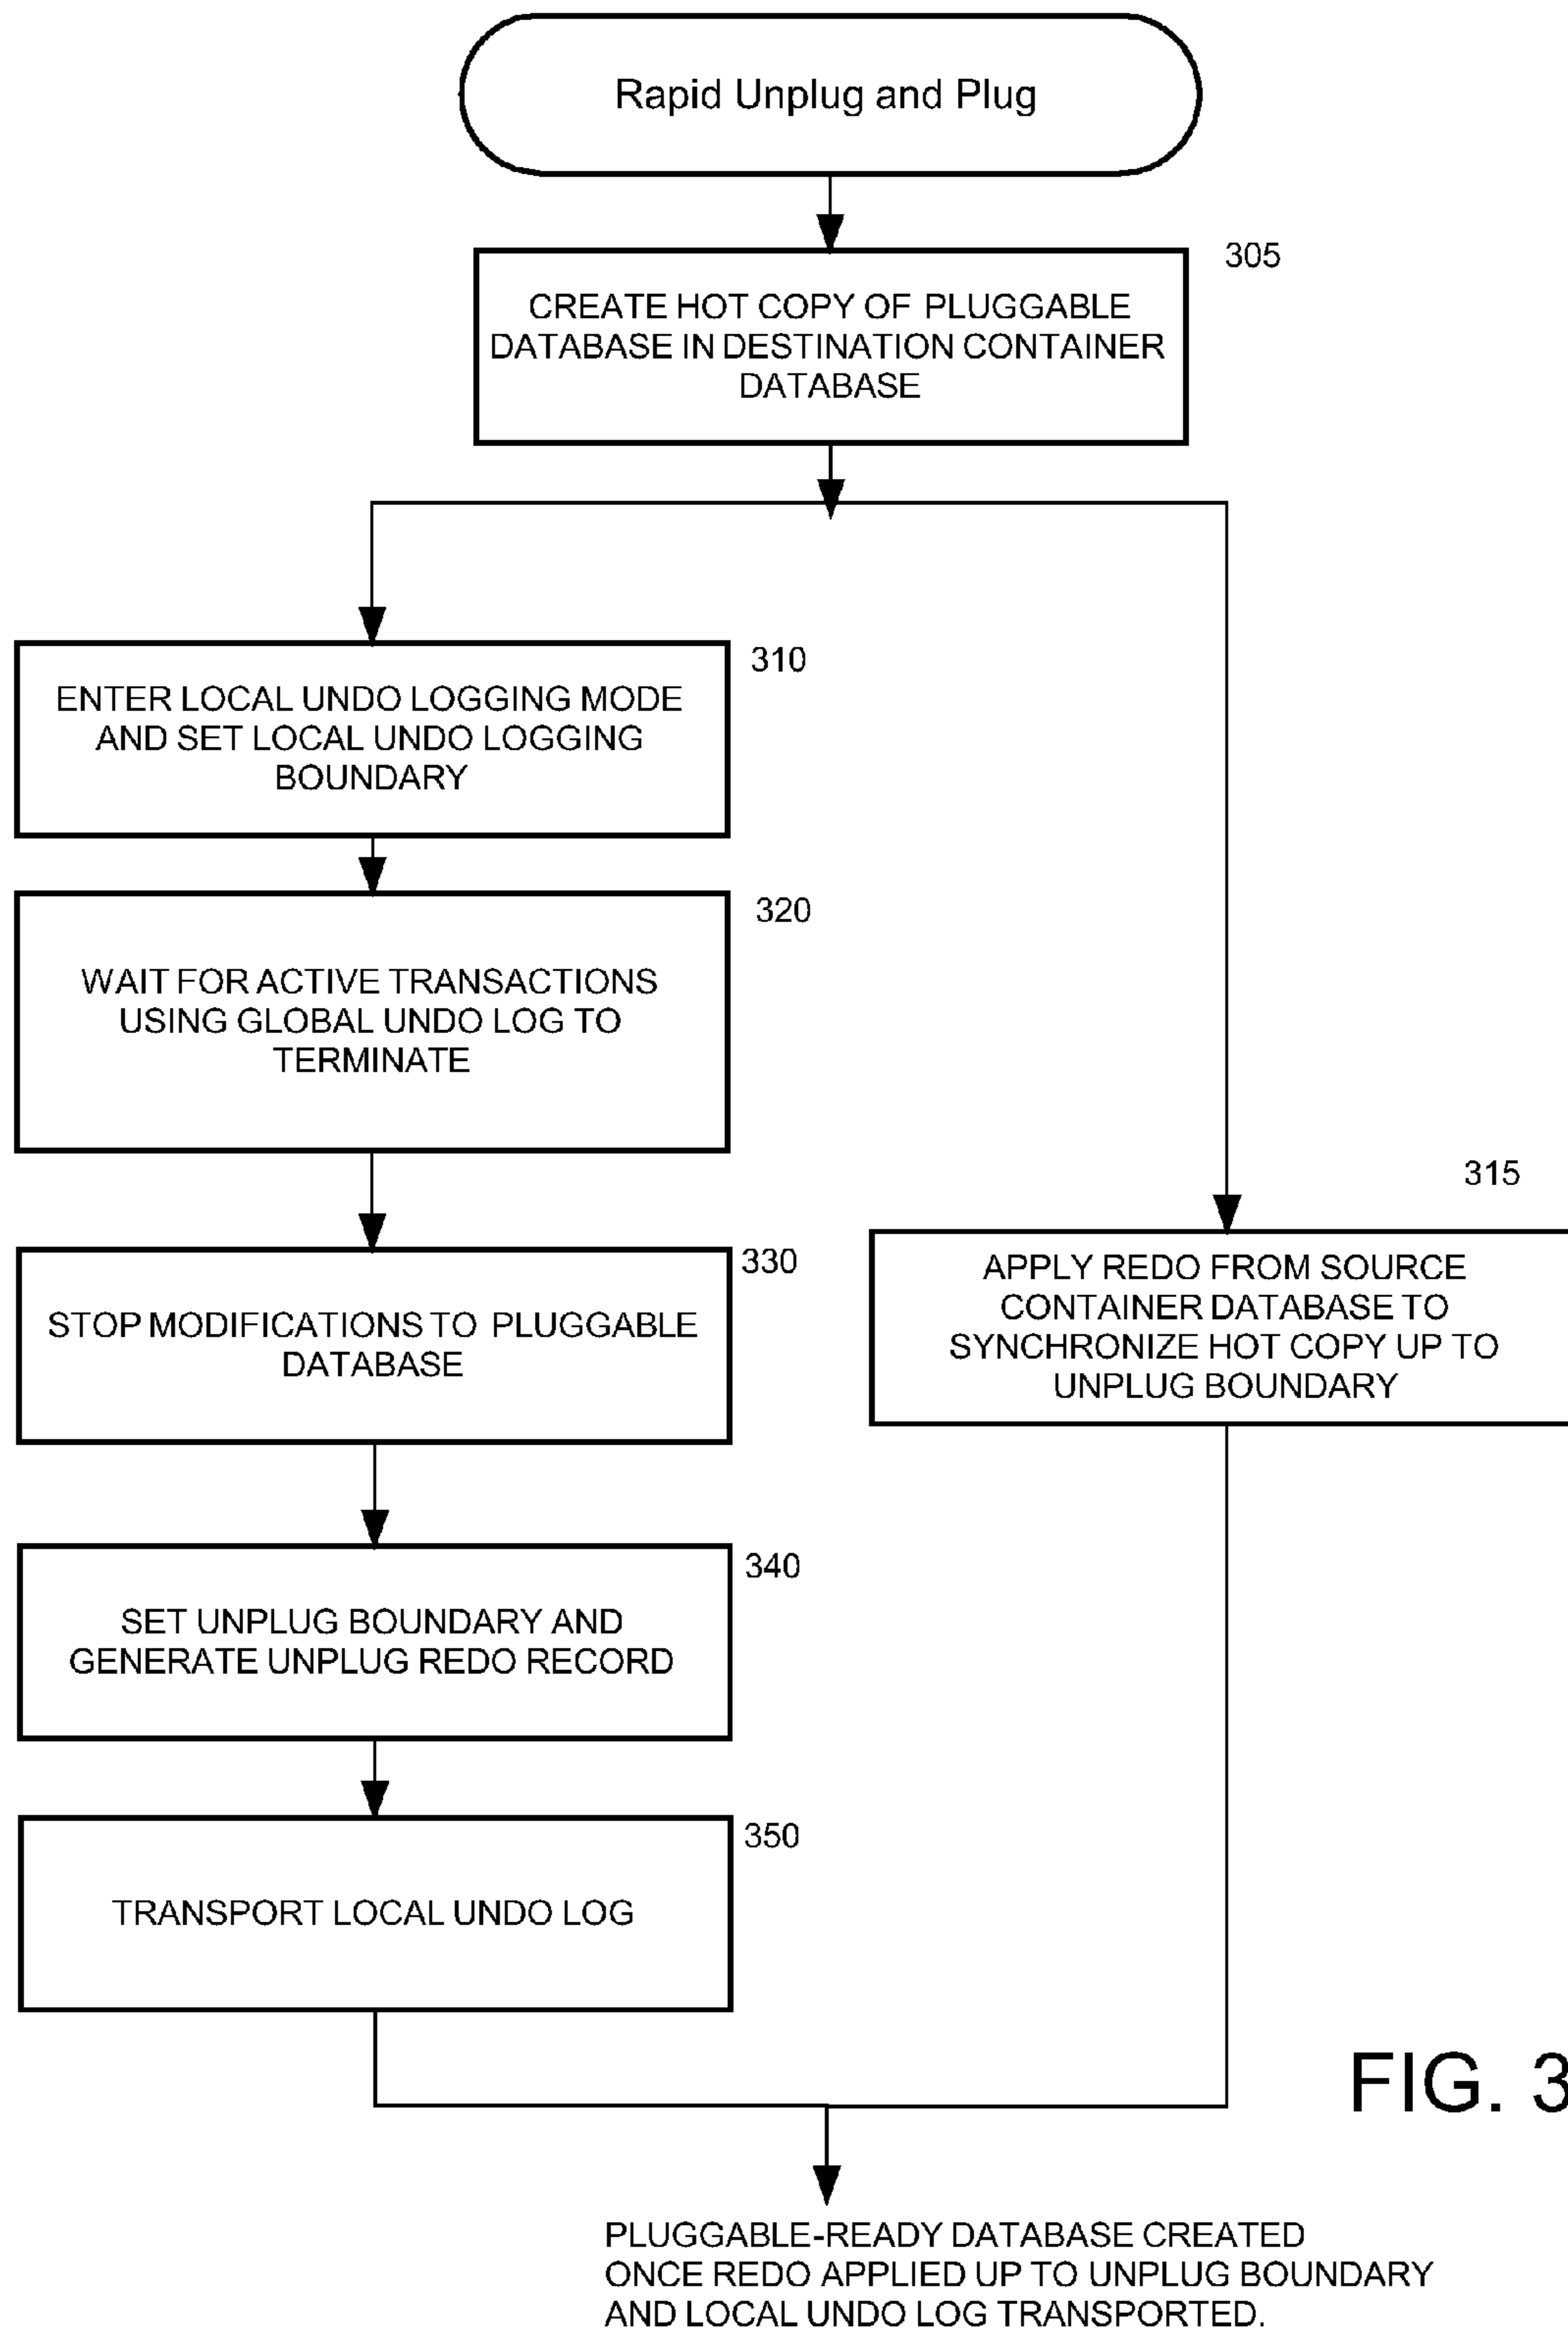 Rapid Unplug and Plug
305
CREATE HOT COPY OF PLUGGABLE
DATABASE IN DESTINATION CONTAINER
DATABASE
310
ENTER LOCAL UNDO LOGGING MODE
AND SET LOCAL UNDO LOGGING
BOUNDARY
320
WAIT FOR ACTIVE TRANSACTIONS
USING GLOBAL UNDO LOG TO
TERMINATE
330
STOP MODIFICATIONS TO PLUGGABLE
DATABASE
340
SET UNPLUG BOUNDARY AND
GENERATE UNPLUG REDO RECORD
350
TRANSPORT LOCAL UNDO LOG
315
APPLY REDO FROM SOURCE
CONTAINER DATABASE TO
SYNCHRONIZE HOT COPY UP TO
UNPLUG BOUNDARY
FIG. 3
PLUGGABLE-READY DATABASE CREATED
ONCE REDO APPLIED UP TO UNPLUG BOUNDARY
AND LOCAL UNDO LOG TRANSPORTED.